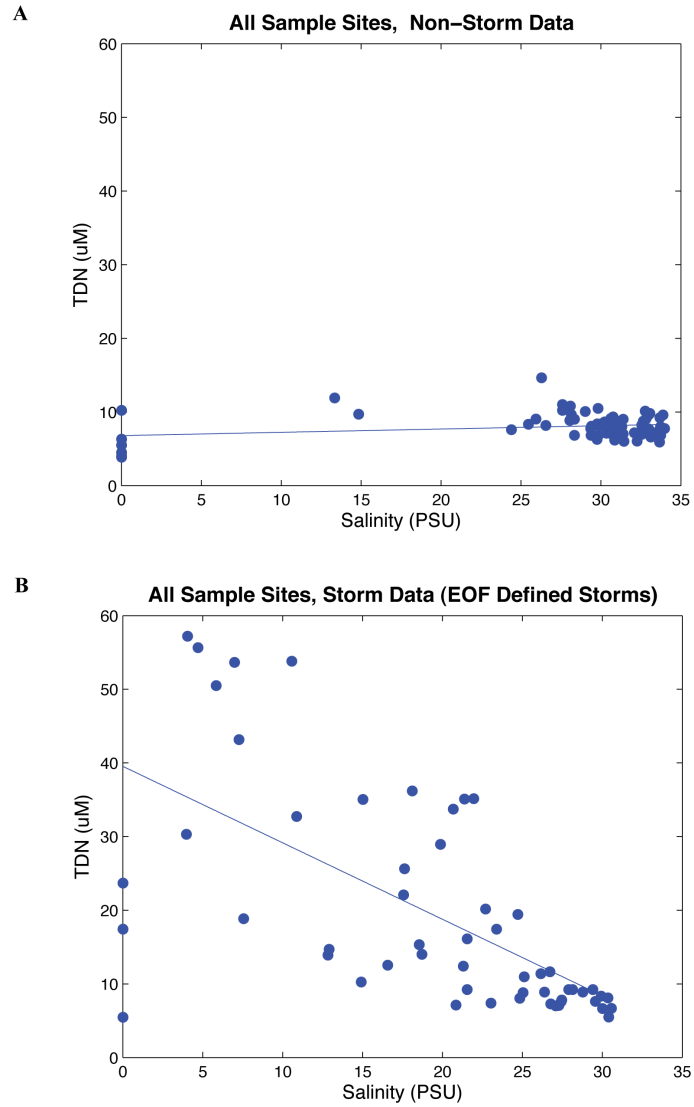 A
All Sample Sites, Non–Storm Data
60
50
40
30
20
10
0
TDN (uM)
0 5 10 15 20 25 30 35
Salinity (PSU)
B
All Sample Sites, Storm Data (EOF Defined Storms)
60
50
40
30
20
10
0
TDN (uM)
0 5 10 15 20 25 30 35
Salinity (PSU)